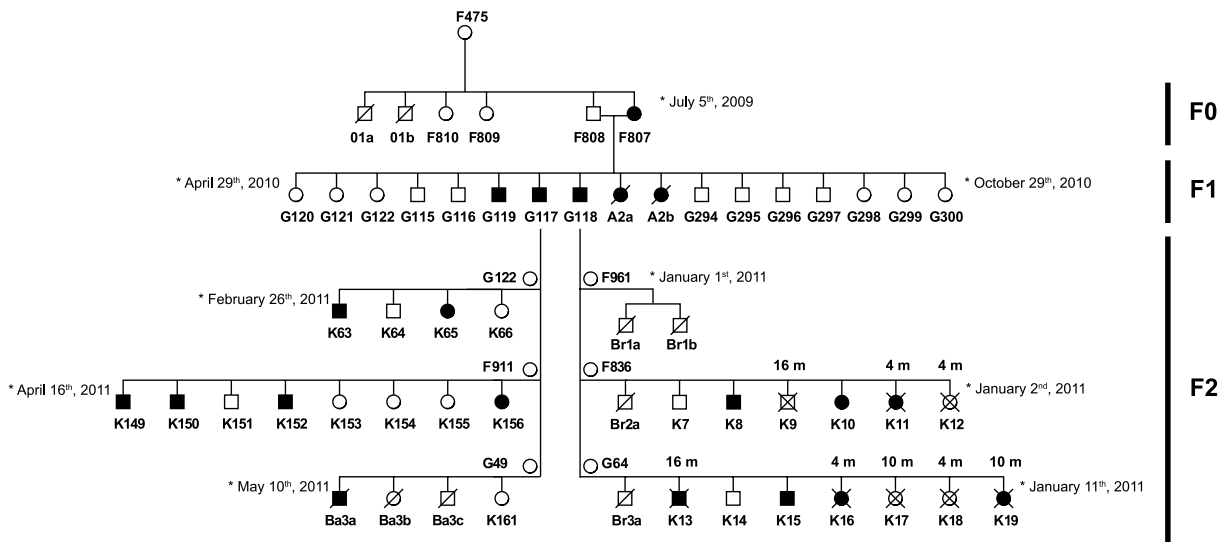 F475
* July 5th, 2009
F0
01a 01b F810 F809 F808 F807
* April 29th, 2010
* October 29th, 2010
F1
G120 G121 G122 G115 G116 G119 G117 G118 A2a A2b G294 G295 G296 G297 G298 G299 G300
G122 F961 * January 1st, 2011
* February 26th, 2011
K63 K64 K65 K66
Br1a Br1b
F911 F836 16 m 4 m 4 m
* April 16th, 2011
* January 2nd, 2011
F2
K149 K150 K151 K152 K153 K154 K155 K156
Br2a K7 K8 K9 K10 K11 K12
G49 G64 16 m 4 m 10 m 4 m 10 m
* May 10th, 2011
* January 11th, 2011
Ba3a Ba3b Ba3c K161
Br3a K13 K14 K15 K16 K17 K18 K19